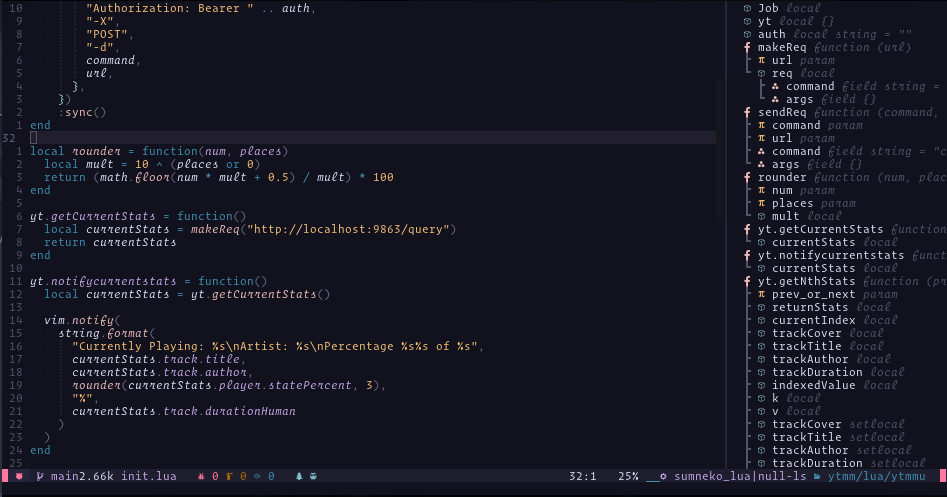 10 "Authorization: Bearer " .. auth,
9 "-X",
8 "POST",
7 "-d",
6 command,
5 url,
4 },
3 })
2 :sync()
1 end
32
1 local rounder = function(num, places)
2 local mult = 10 ^ (places or 0)
3 return (math.floor(num * mult + 0.5) / mult) * 100
4 end
5
6 yt.getCurrentStats = function()
7 local currentStats = makeReq("http://localhost:9863/query")
8 return currentStats
9 end
10
11 yt.notifycurrentstats = function()
12 local currentStats = yt.getCurrentStats()
13
14 vim.notify(
15 string.format(
16 "Currently Playing: %s\nArtist: %s\nPercentage %s%s of %s",
17 currentStats.track.title,
18 currentStats.track.author,
19 rounder(currentStats.player.statePercent, 3),
20 "%",
21 currentStats.track.durationHuman
22 )
23 )
24 end
25
Job local
yt local {}
auth local string = ""
f makeReq function (url)
π url param
req local
command field string =
args field {}
f sendReq function (command,
π command param
π url param
command field string = "c
args field {}
f rounder function (num, plac
π num param
π places param
mult local
f yt.getCurrentStats function
currentStats local
f yt.notifycurrentstats funct
currentStats local
f yt.getNthStats function (pr
π prev_or_next param
returnStats local
currentIndex local
trackCover local
trackTitle local
trackAuthor local
trackDuration local
indexedValue local
k local
v local
trackCover setlocal
trackTitle setlocal
trackAuthor setlocal
trackDuration setlocal
main2.66k init.lua 0 0 0 32:1 25% __ sumneko_lua|null-ls ytmm/lua/ytmmu